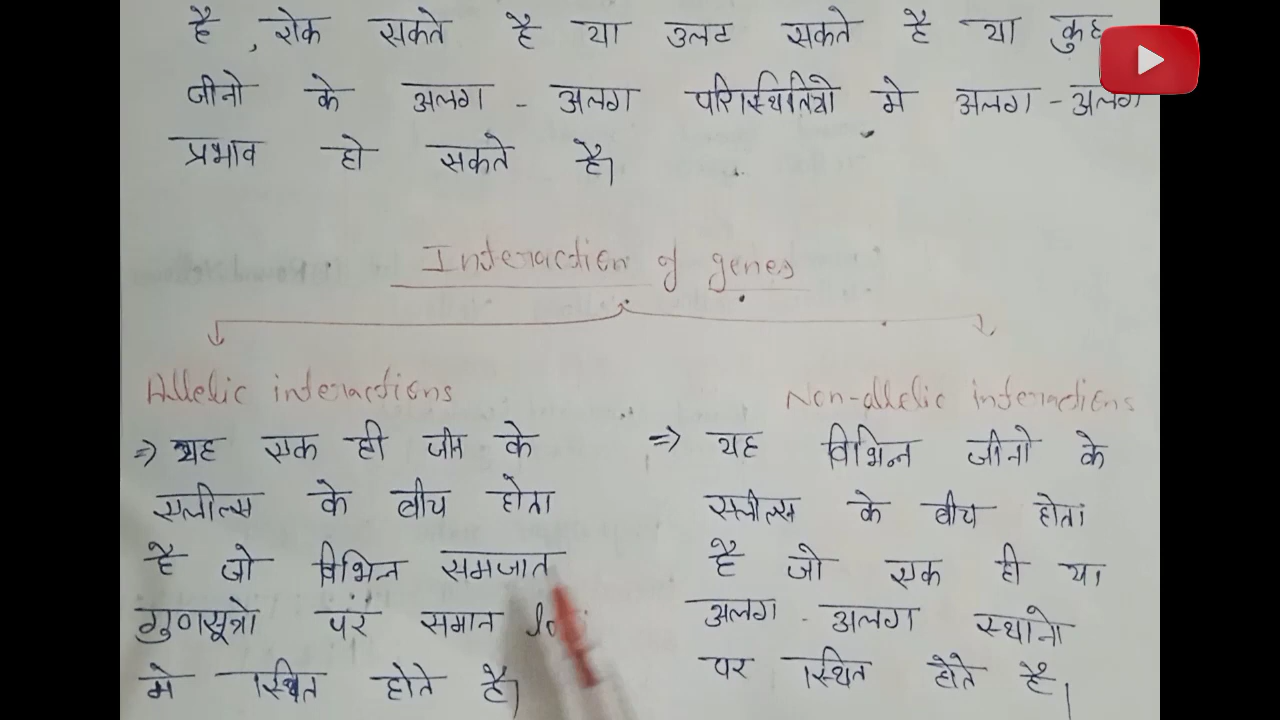 है , रोक सकते है या उलट सकते है या कुछ
जीनो के अलग - अलग परिस्थितिओ मे अलग - अलग
प्रभाव हो सकते है।
Interaction of genes
Allelic interactions
⇒ यह एक ही जीन के
एलील्स के बीच होता
है जो विभिन्न समजात
गुणसूत्रो पर समान
मे स्थित होते है।
Non-allelic interactions
⇒ यह विभिन्न जीनो के
एलील्स के बीच होता
है जो एक ही या
अलग - अलग स्थानो
पर स्थित होते है।